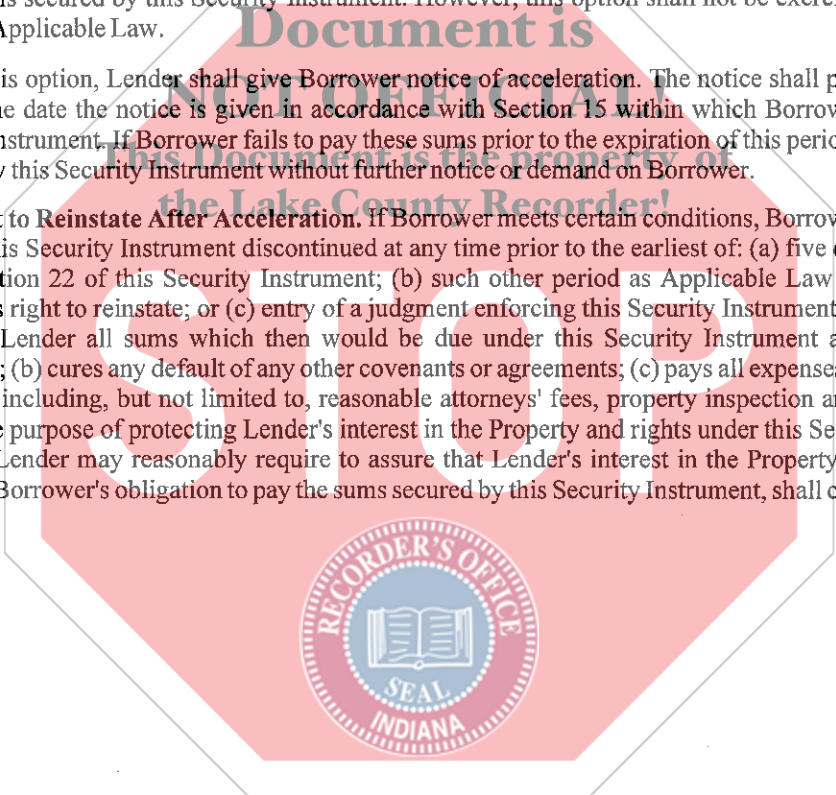 s secured by this Security Instrument. However, this option shall not be exerc
Applicable Law.
Document is
is option, Lender shall give Borrower notice of acceleration. The notice shall p
NOT OFFICIAL!
e date the notice is given in accordance with Section 15 within which Borrow
nstrument. If Borrower fails to pay these sums prior to the expiration of this perio
This Document is the property of
y this Security Instrument without further notice or demand on Borrower.
the Lake County Recorder!
t to Reinstate After Acceleration. If Borrower meets certain conditions, Borrow
is Security Instrument discontinued at any time prior to the earliest of: (a) five
tion 22 of this Security Instrument; (b) such other period as Applicable Law
s right to reinstate; or (c) entry of a judgment enforcing this Security Instrument
Lender all sums which then would be due under this Security Instrument a
; (b) cures any default of any other covenants or agreements; (c) pays all expense
including, but not limited to, reasonable attorneys' fees, property inspection a
e purpose of protecting Lender's interest in the Property and rights under this Se
Lender may reasonably require to assure that Lender's interest in the Property
Borrower's obligation to pay the sums secured by this Security Instrument, shall c
STOP
RECORDER'S OFFICE
SEAL
INDIANA